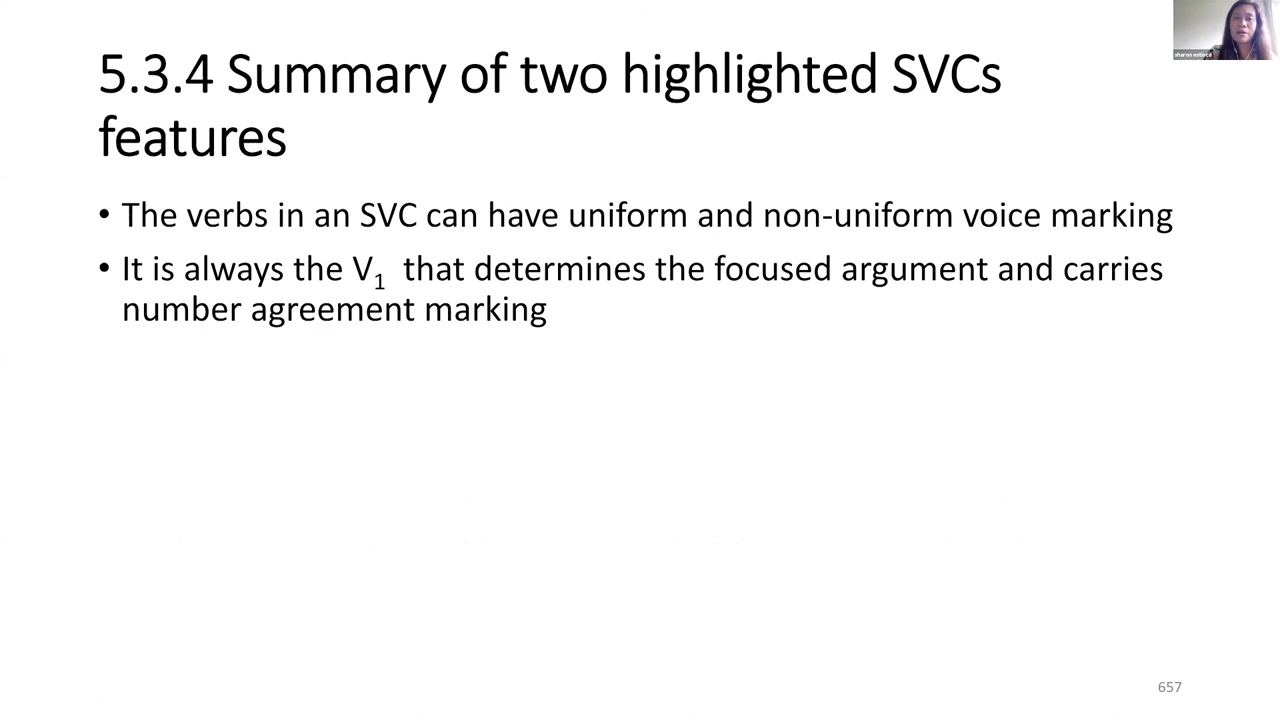 sharon estioca
5.3.4 Summary of two highlighted SVCs
features
• The verbs in an SVC can have uniform and non-uniform voice marking
• It is always the V1 that determines the focused argument and carries
number agreement marking
657